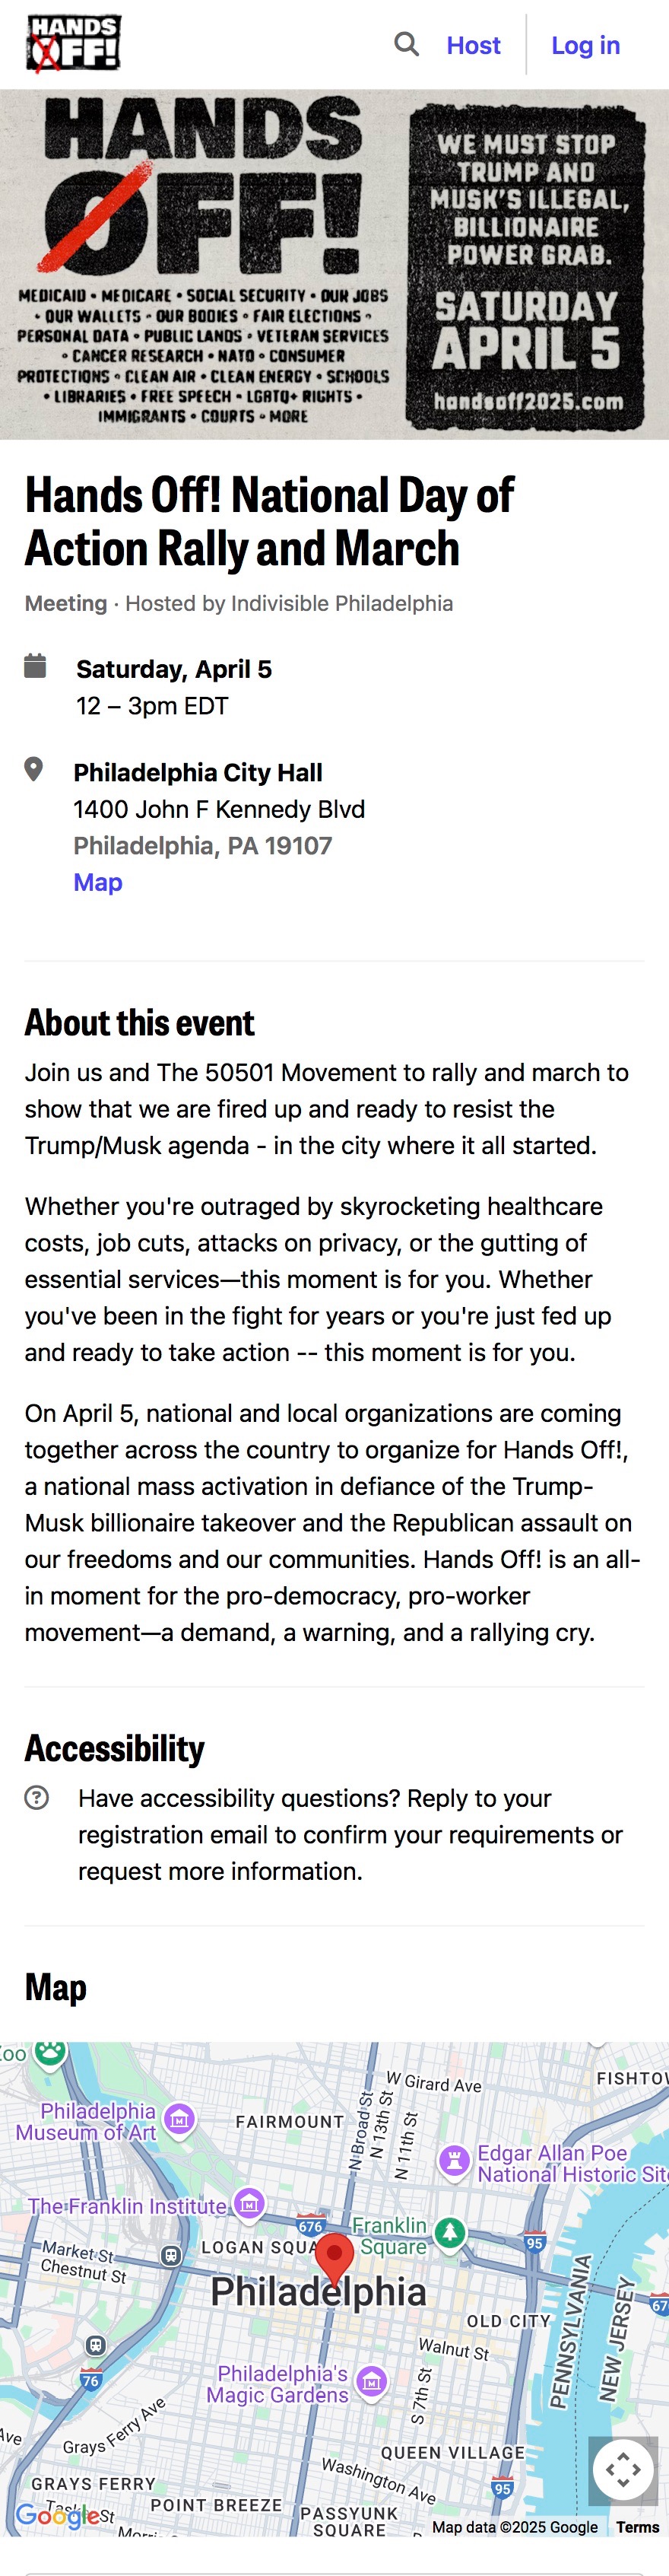 HANDS
OFF!
Host
Log in
HANDS
OFF!
MEDICAID • MEDICARE • SOCIAL SECURITY • OUR JOBS
• OUR WALLETS • OUR BODIES • FAIR ELECTIONS •
PERSONAL DATA • PUBLIC LANDS • VETERAN SERVICES
• CANCER RESEARCH • NATO • CONSUMER
PROTECTIONS • CLEAN AIR • CLEAN ENERGY • SCHOOLS
• LIBRARIES • FREE SPEECH • LGBTQ+ RIGHTS •
IMMIGRANTS • COURTS • MORE
WE MUST STOP
TRUMP AND
MUSK'S ILLEGAL,
BILLIONAIRE
POWER GRAB.
SATURDAY
APRIL 5
handsoff2025.com
Hands Off! National Day of
Action Rally and March
Meeting · Hosted by Indivisible Philadelphia
Saturday, April 5
12 – 3pm EDT
Philadelphia City Hall
1400 John F Kennedy Blvd
Philadelphia, PA 19107
Map
About this event
Join us and The 50501 Movement to rally and march to
show that we are fired up and ready to resist the
Trump/Musk agenda - in the city where it all started.
Whether you're outraged by skyrocketing healthcare
costs, job cuts, attacks on privacy, or the gutting of
essential services—this moment is for you. Whether
you've been in the fight for years or you're just fed up
and ready to take action -- this moment is for you.
On April 5, national and local organizations are coming
together across the country to organize for Hands Off!,
a national mass activation in defiance of the Trump-
Musk billionaire takeover and the Republican assault on
our freedoms and our communities. Hands Off! is an all-
in moment for the pro-democracy, pro-worker
movement—a demand, a warning, and a rallying cry.
Accessibility
Have accessibility questions? Reply to your
registration email to confirm your requirements or
request more information.
Map
W Girard Ave
FISHTOW
Philadelphia
Museum of Art
FAIRMOUNT
N Broad St
N 13th St
N 11th St
Edgar Allan Poe
National Historic Site
The Franklin Institute
676
Franklin
Square
95
Market St
Chestnut St
LOGAN SQUA
Philadelphia
OLD CITY
PENNSYLVANIA
NEW JERSEY
67
76
Walnut St
Philadelphia's
Magic Gardens
S 7th St
Ave
Grays Ferry Ave
QUEEN VILLAGE
Washington Ave
GRAYS FERRY
95
Google
POINT BREEZE
PASSYUNK
SQUARE
Map data ©2025 Google
Terms